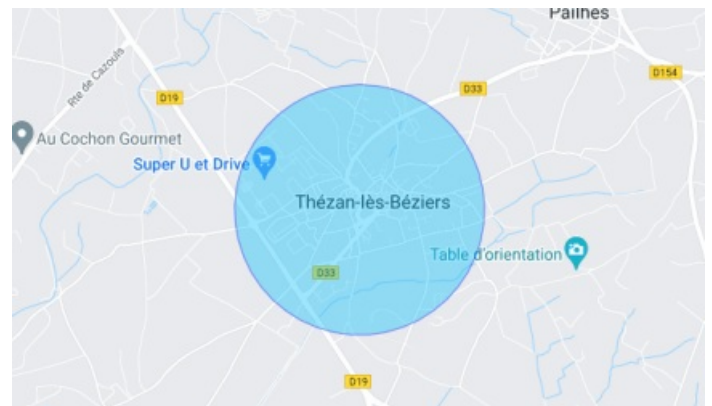 Pailhès
D154
D33
Rte de Cazouls
D19
Au Cochon Gourmet
Super U et Drive
Thézan-lès-Béziers
Table d'orientation
D33
D19